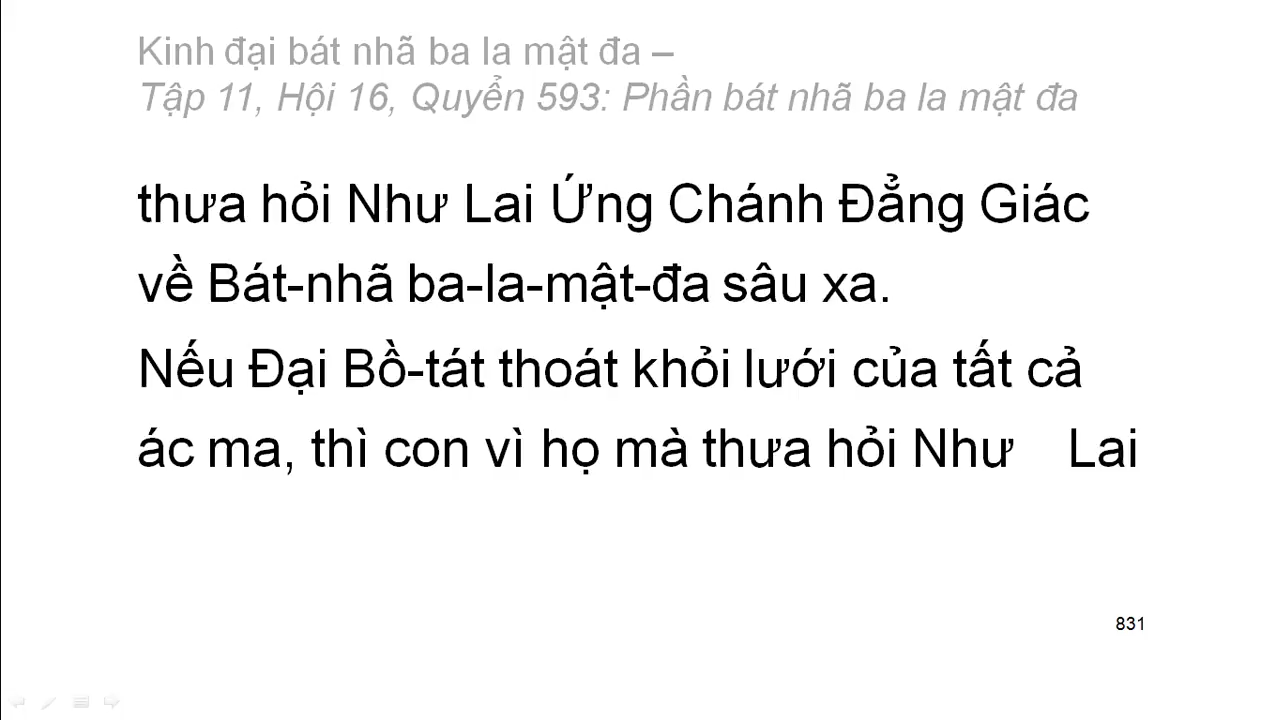 Kinh đại bát nhã ba la mật đa –
Tập 11, Hội 16, Quyển 593: Phần bát nhã ba la mật đa
thưa hỏi Như Lai Ứng Chánh Đẳng Giác
về Bát-nhã ba-la-mật-đa sâu xa.
Nếu Đại Bồ-tát thoát khỏi lưới của tất cả
ác ma, thì con vì họ mà thưa hỏi Như Lai
831